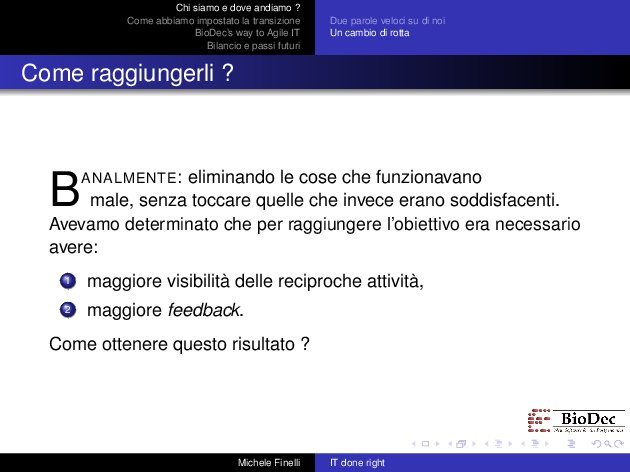 Chi siamo e dove andiamo ?
Come abbiamo impostato la transizione
BioDec's way to Agile IT
Bilancio e passi futuri
Due parole veloci su di noi
Un cambio di rotta
Come raggiungerli ?
BANALMENTE: eliminando le cose che funzionavano
male, senza toccare quelle che invece erano soddisfacenti.
Avevamo determinato che per raggiungere l'obiettivo era necessario
avere:
1 maggiore visibilità delle reciproche attività,
2 maggiore feedback.
Come ottenere questo risultato ?
BioDec
Michele Finelli
IT done right